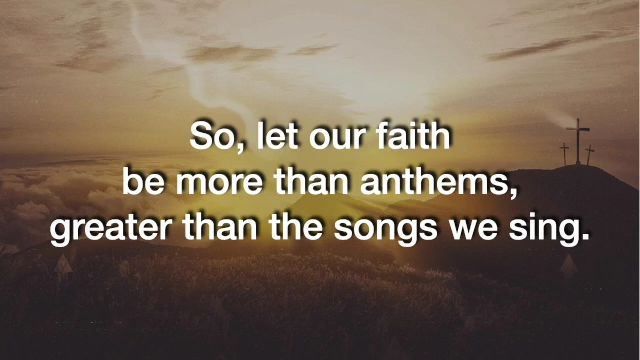 So, let our faith
be more than anthems,
greater than the songs we sing.